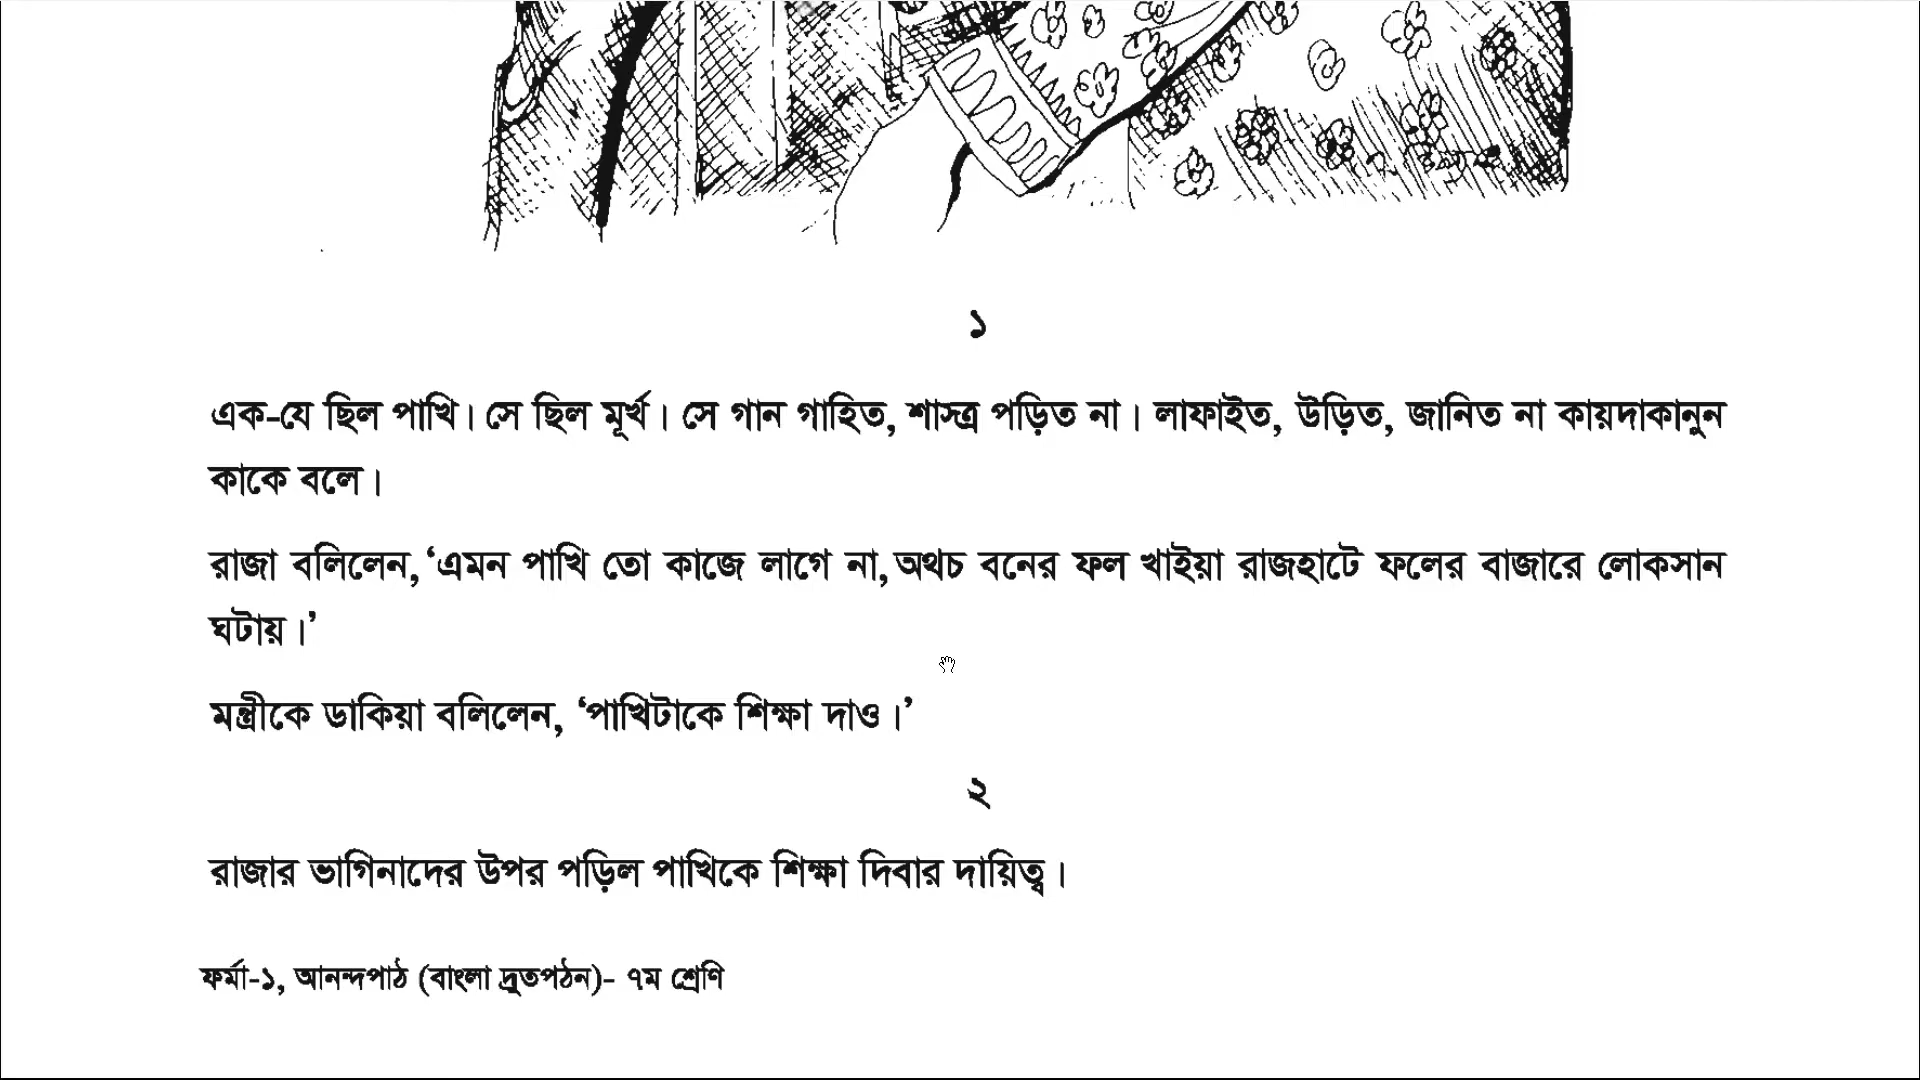 ১
এক-যে ছিল পাখি। সে ছিল মূর্খ। সে গান গাহিত, শাস্ত্র পড়িত না। লাফাইত, উড়িত, জানিত না কায়দাকানুন
কাকে বলে।
রাজা বলিলেন, ‘এমন পাখি তো কাজে লাগে না, অথচ বনের ফল খাইয়া রাজহাটে ফলের বাজারে লোকসান
ঘটায়।’
মন্ত্রীকে ডাকিয়া বলিলেন, ‘পাখিটাকে শিক্ষা দাও।’
২
রাজার ভাগিনাদের উপর পড়িল পাখিকে শিক্ষা দিবার দায়িত্ব।
ফর্মা-১, আনন্দপাঠ (বাংলা দ্রুতপঠন)- ৭ম শ্রেণি